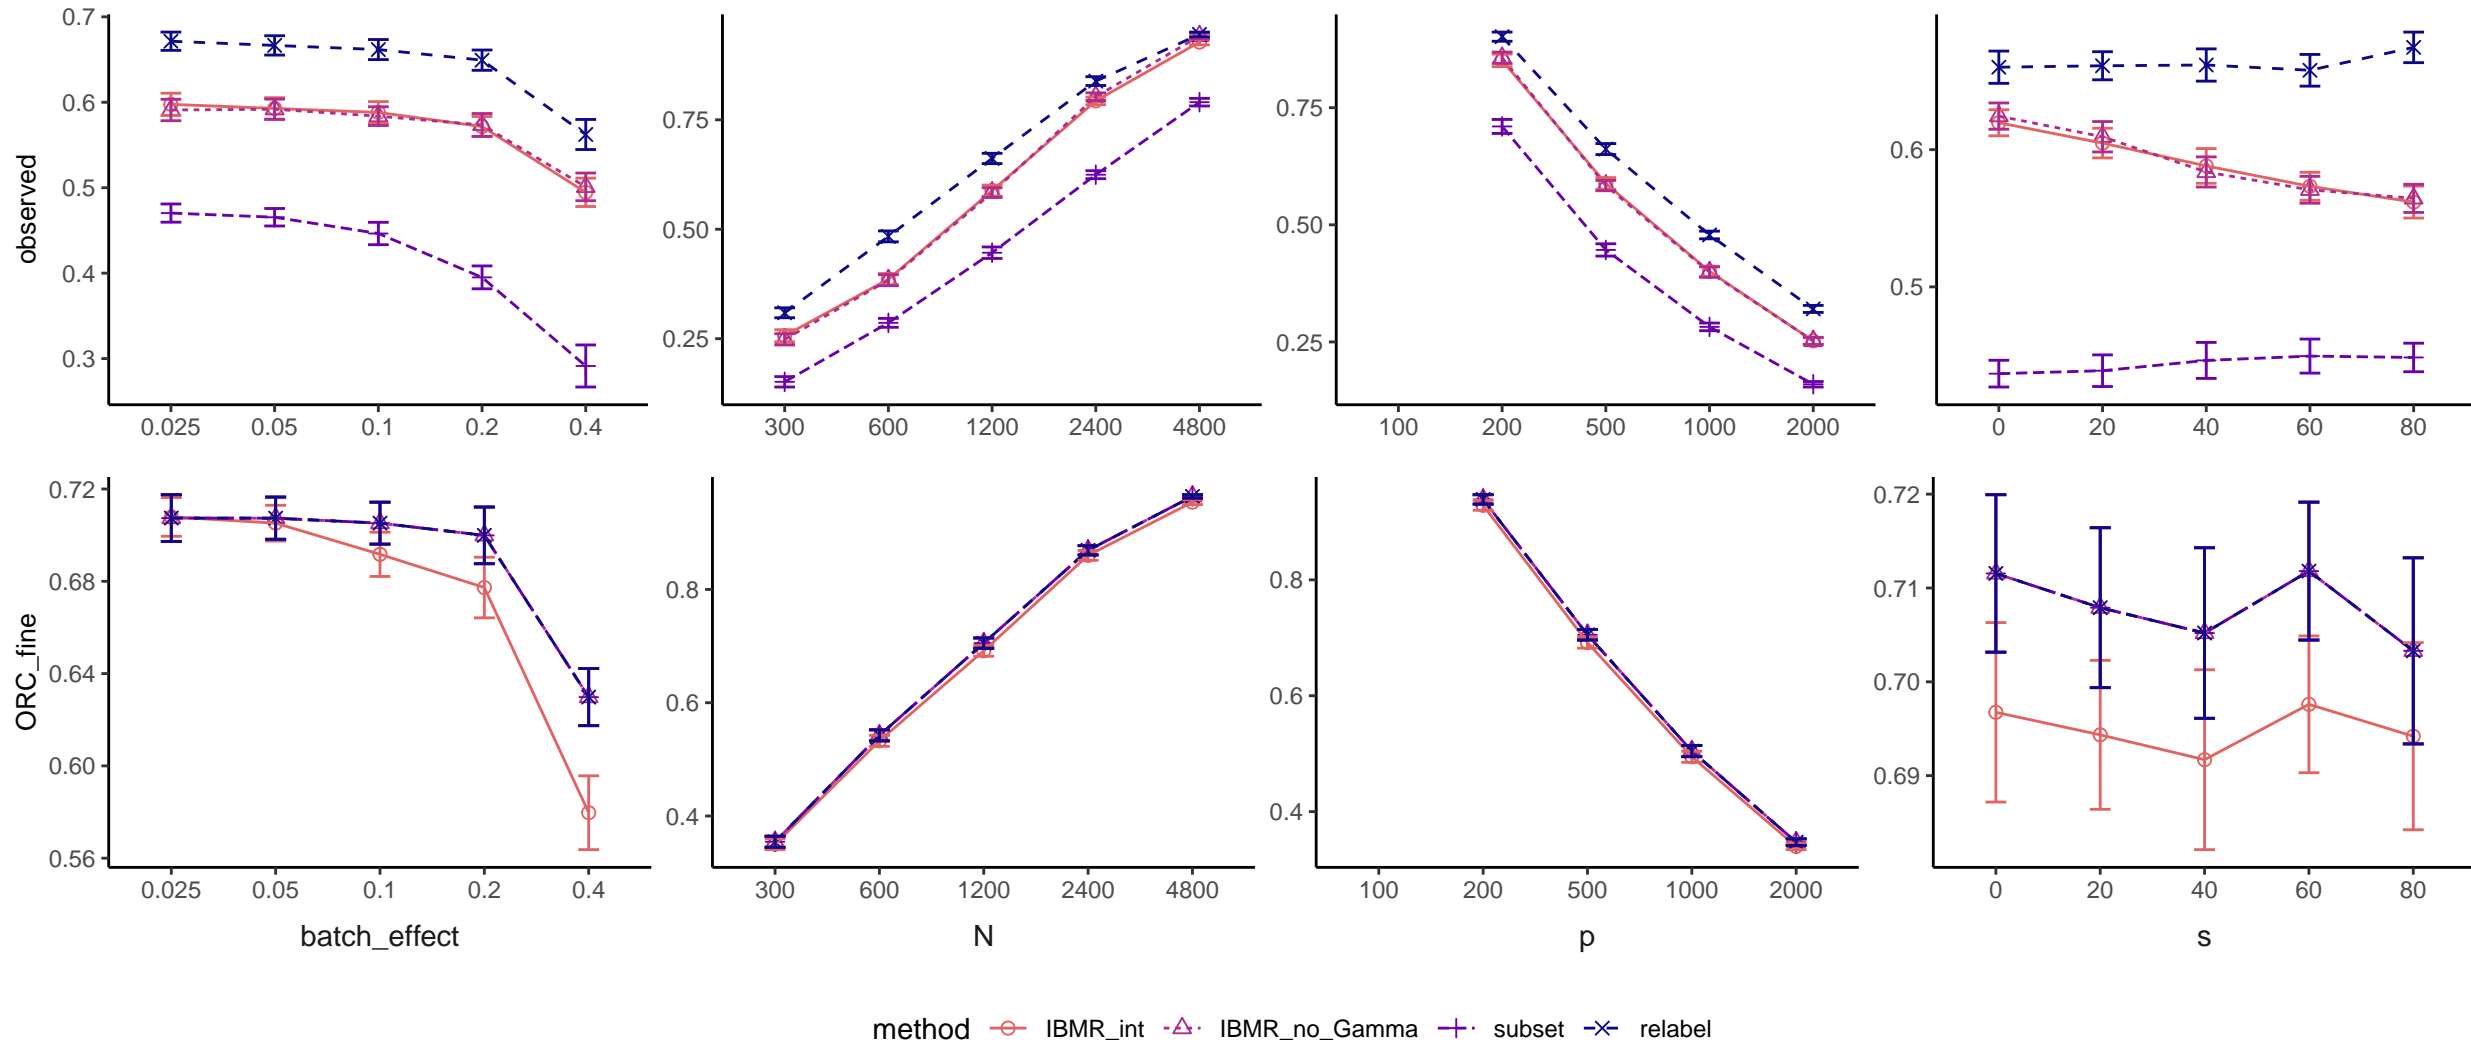 observed
0.7
0.6
0.5
0.4
0.3
0.025 0.05 0.1 0.2 0.4
0.75
0.50
0.25
300 600 1200 2400 4800
0.75
0.50
0.25
100 200 500 1000 2000
0.6
0.5
0 20 40 60 80
ORC_fine
0.72
0.68
0.64
0.60
0.56
0.025 0.05 0.1 0.2 0.4
batch_effect
0.8
0.6
0.4
300 600 1200 2400 4800
N
0.8
0.6
0.4
100 200 500 1000 2000
p
0.72
0.71
0.70
0.69
0 20 40 60 80
s
method IBMR_int IBMR_no_Gamma subset relabel